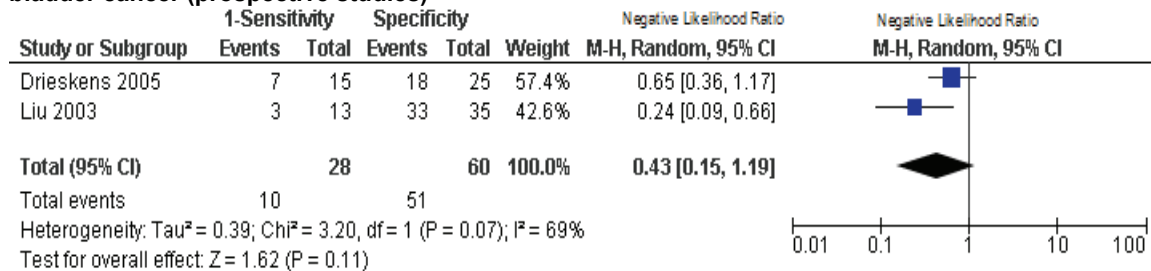 bladder cancer (prospective studies)
1-Sensitivity Specificity Negative Likelihood Ratio Negative Likelihood Ratio
Study or Subgroup Events Total Events Total Weight M-H, Random, 95% CI M-H, Random, 95% CI
Drieskens 2005 7 15 18 25 57.4% 0.65 [0.36, 1.17]
Liu 2003 3 13 33 35 42.6% 0.24 [0.09, 0.66]
Total (95% CI) 28 60 100.0% 0.43 [0.15, 1.19]
Total events 10 51
Heterogeneity: Tau² = 0.39; Chi² = 3.20, df = 1 (P = 0.07); I² = 69%
Test for overall effect: Z = 1.62 (P = 0.11)
0.01 0.1 1 10 100